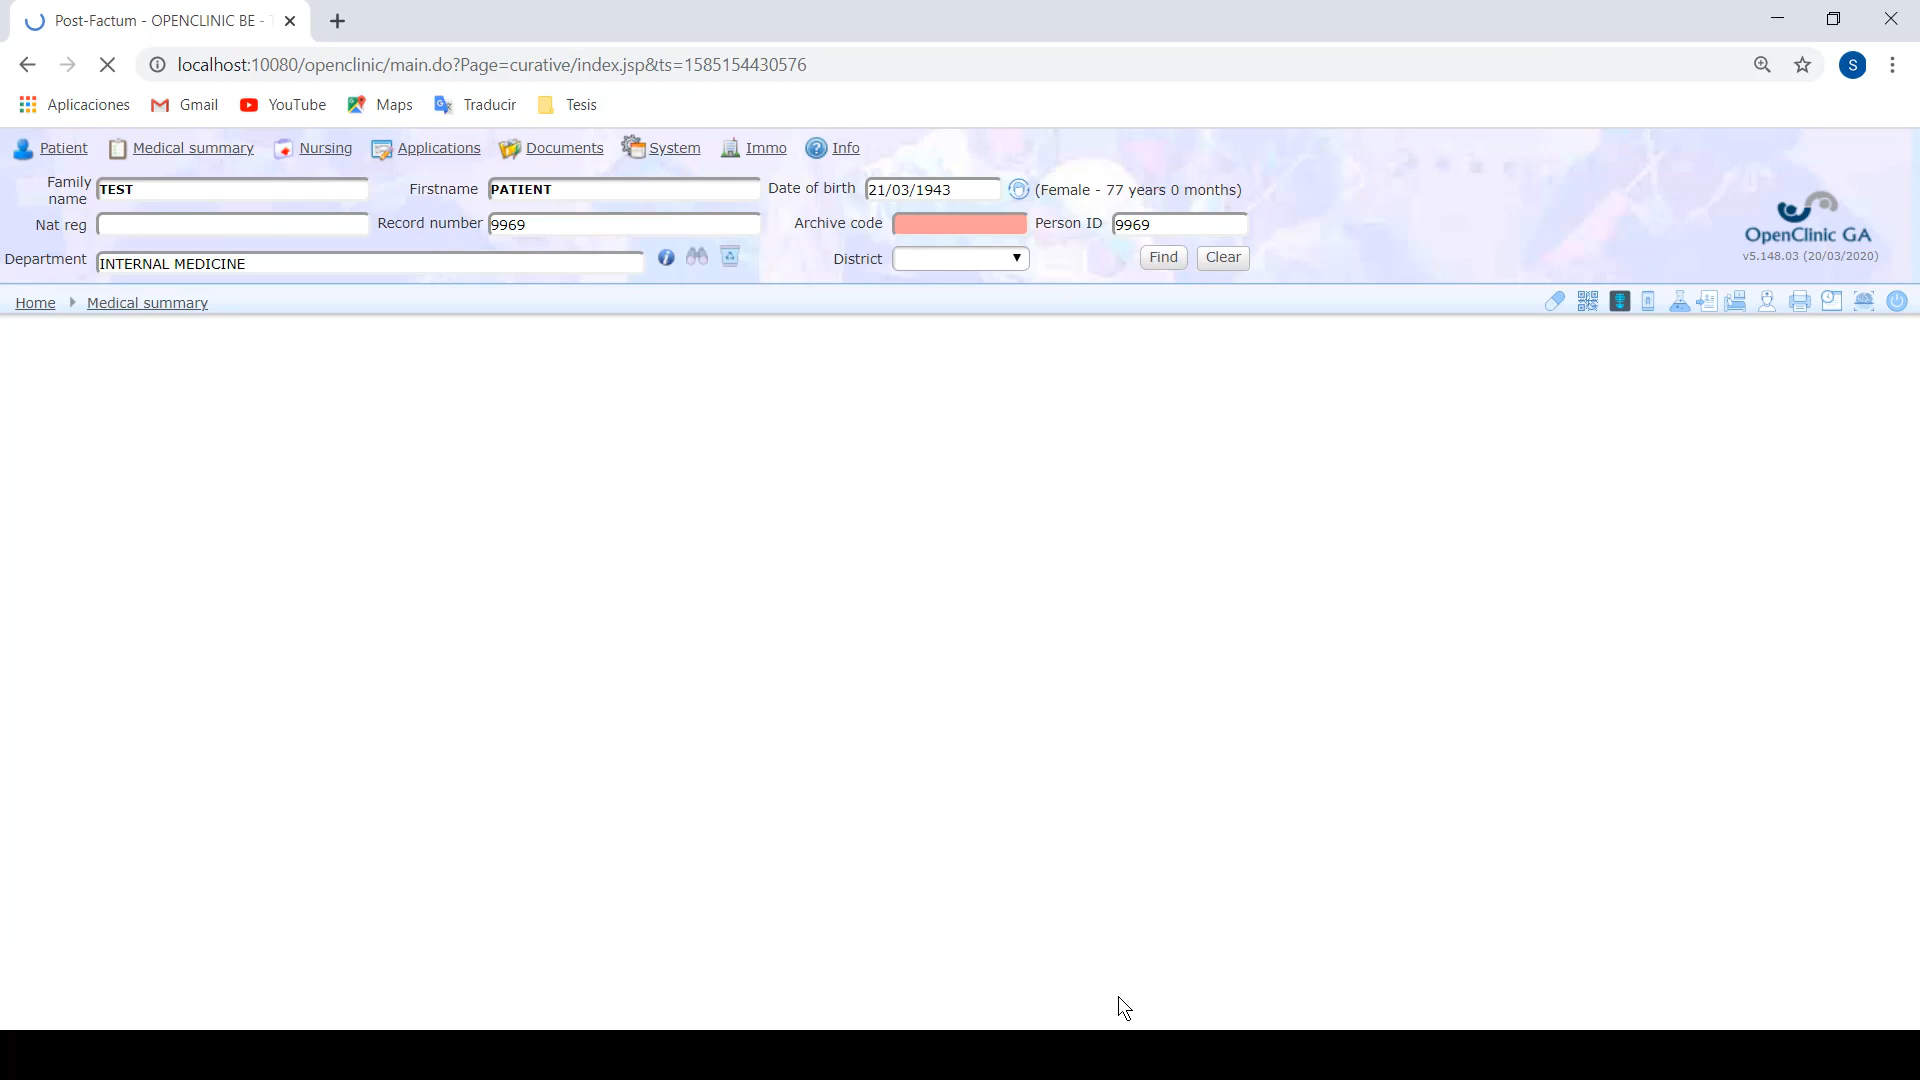 Post-Factum - OPENCLINIC BE -
localhost:10080/openclinic/main.do?Page=curative/index.jsp&ts=1585154430576
S
Aplicaciones Gmail YouTube Maps Traducir Tesis
Patient Medical summary Nursing Applications Documents System Immo Info
Family name TEST Firstname PATIENT Date of birth 21/03/1943 (Female - 77 years 0 months)
Nat reg Record number 9969 Archive code Person ID 9969
OpenClinic GA
v5.148.03 (20/03/2020)
Department INTERNAL MEDICINE District Find Clear
Home Medical summary